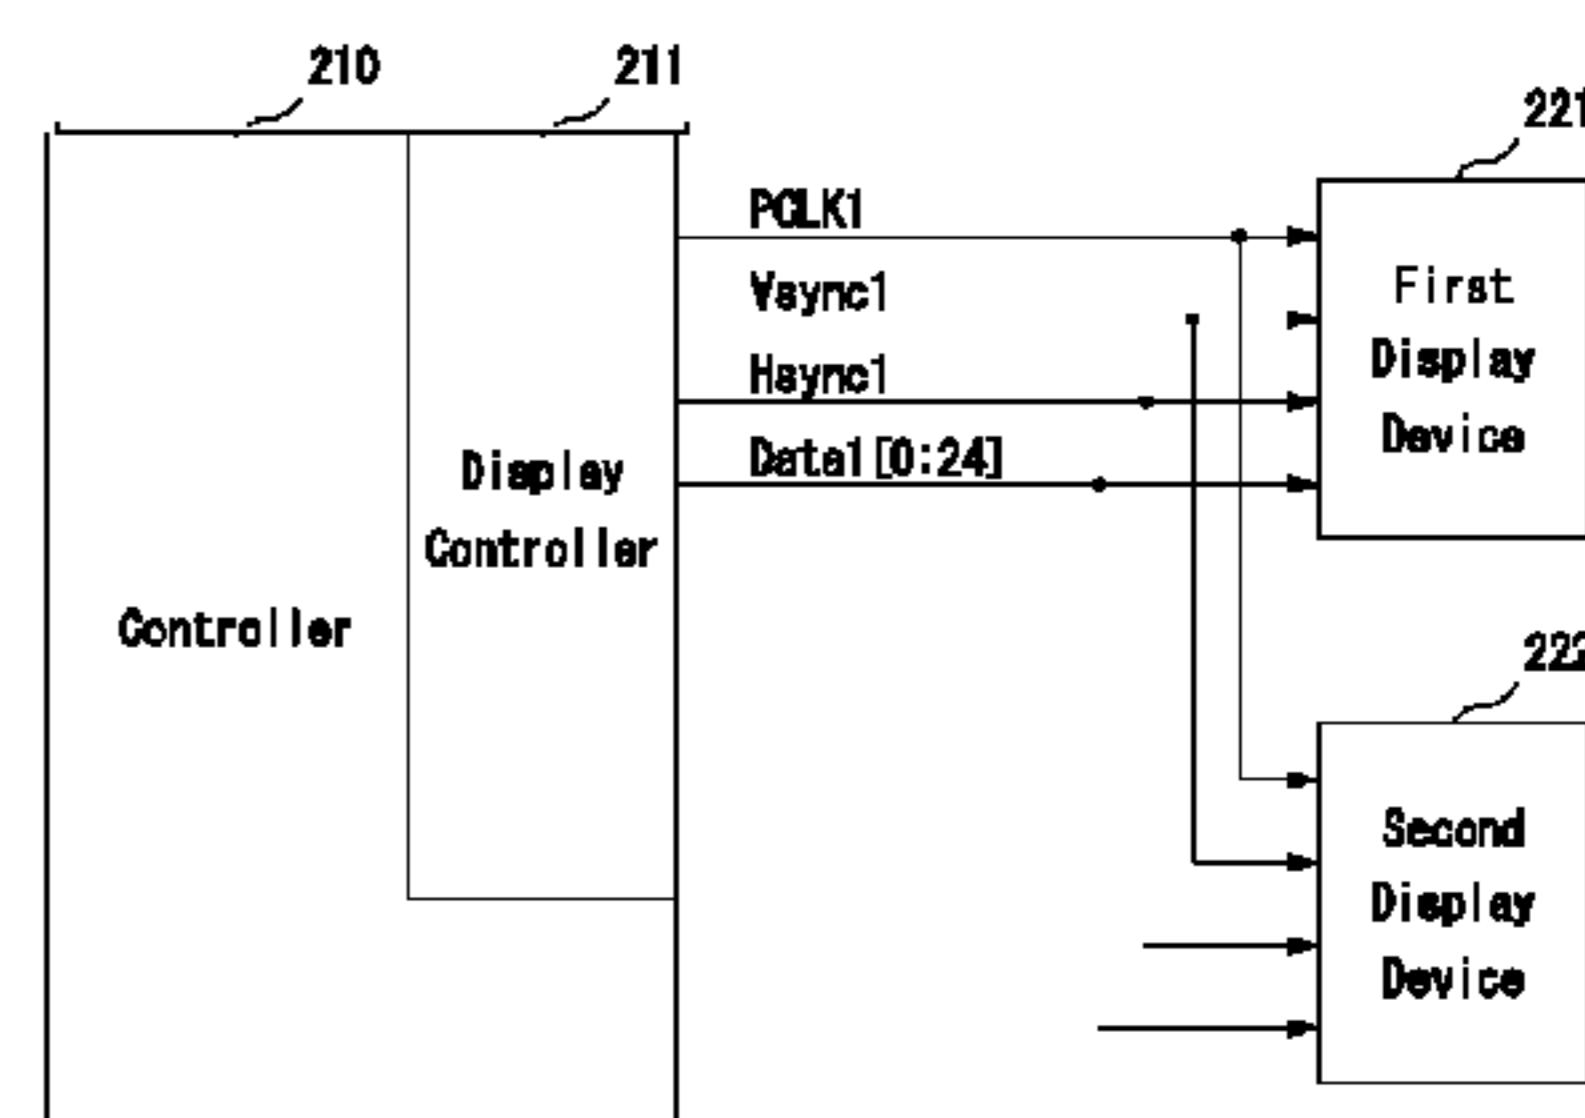 210
211
221
PCLK1
Vsync1
Hsync1
Data1[0:24]
First
Display
Device
Display
Controller
Controller
222
Second
Display
Device